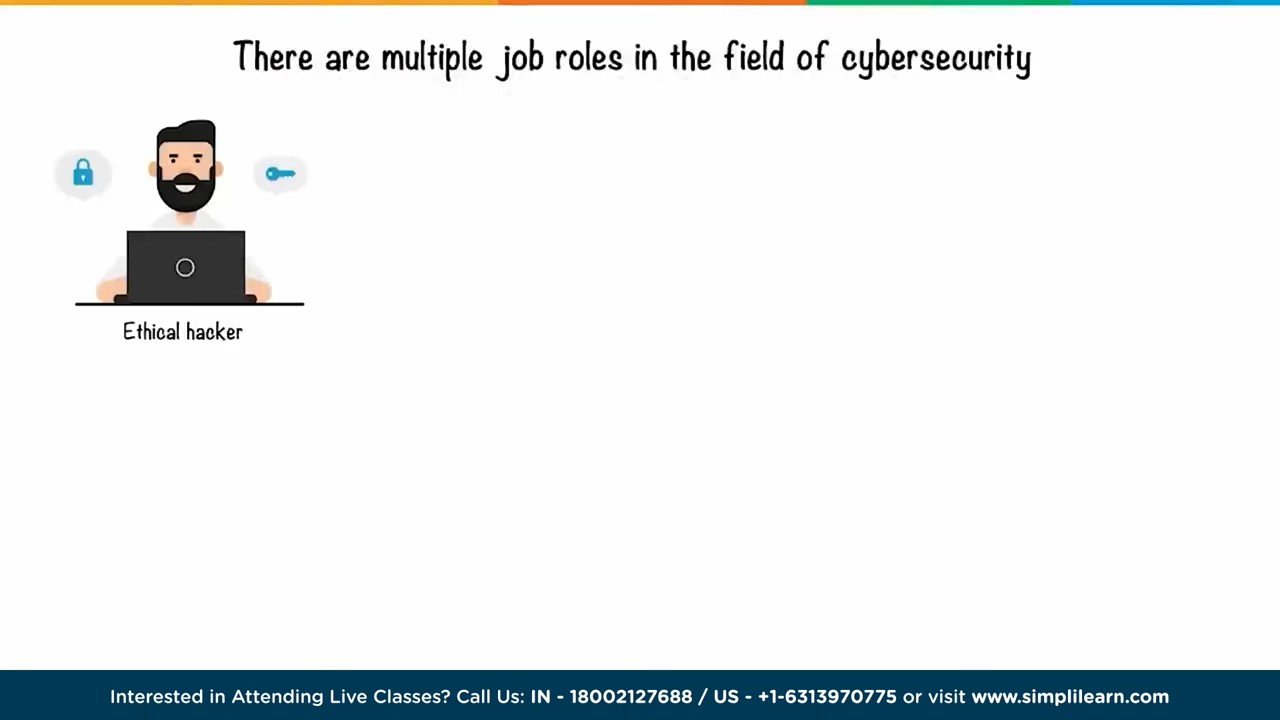 There are multiple job roles in the field of cybersecurity
Ethical hacker
Interested in Attending Live Classes? Call Us: IN - 18002127688 / US - +1-6313970775 or visit www.simplilearn.com